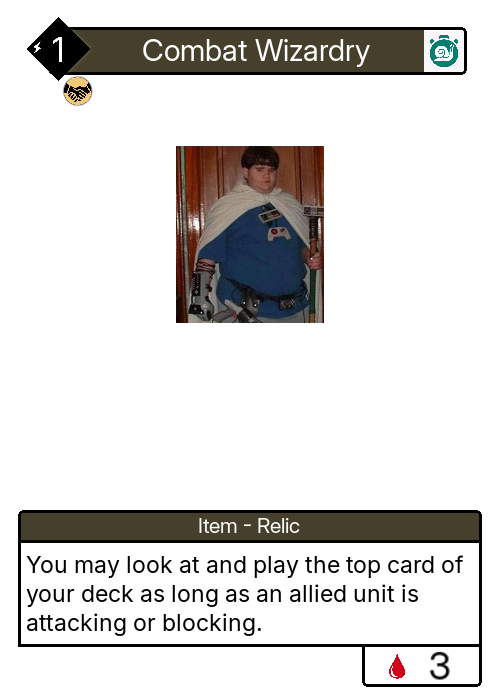 1 Combat Wizardry
Item - Relic
You may look at and play the top card of
your deck as long as an allied unit is
attacking or blocking.
3